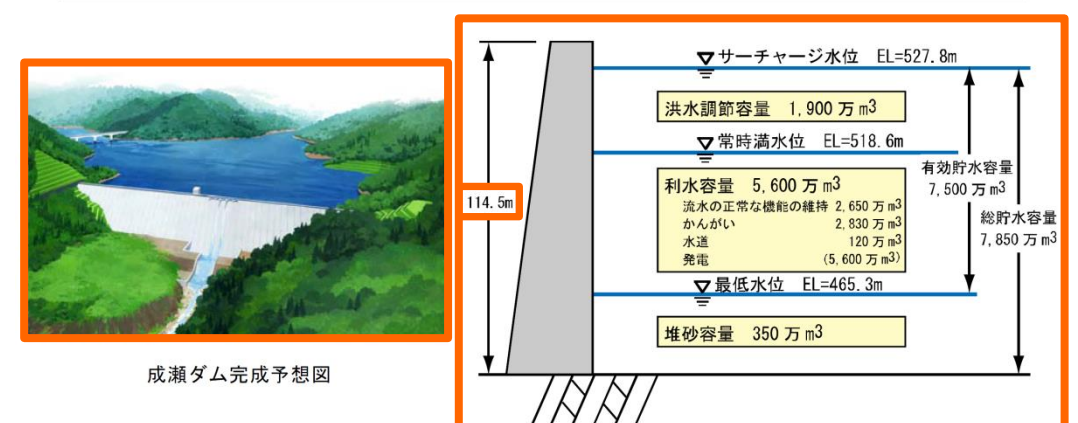 成瀬ダム完成予想図
114.5m
サーチャージ水位 EL=527.8m
洪水調節容量 1,900 万 m3
常時満水位 EL=518.6m
利水容量 5,600 万 m3
流水の正常な機能の維持 2,650 万 m3
かんがい 2,830 万 m3
水道 120 万 m3
発電 (5,600 万 m3)
最低水位 EL=465.3m
堆砂容量 350 万 m3
有効貯水容量
7,500 万 m3
総貯水容量
7,850 万 m3